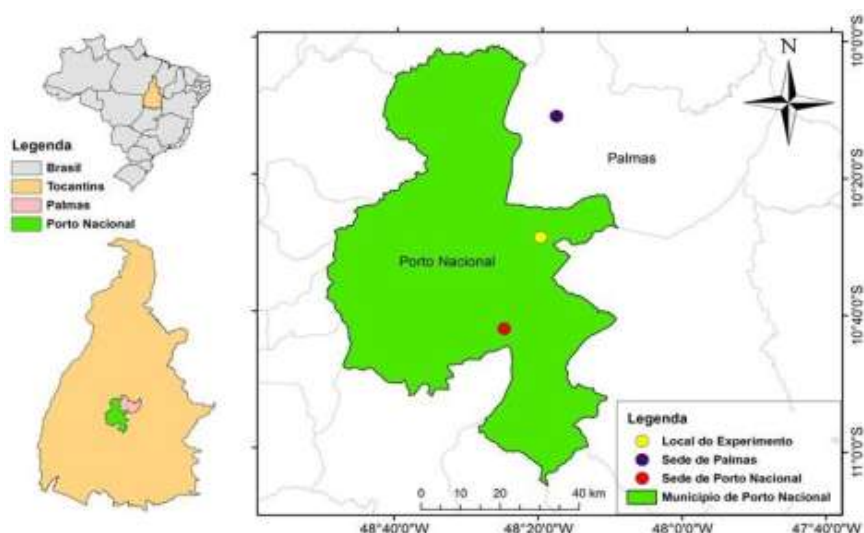 Legenda
Brasil
Tocantins
Palmas
Porto Nacional
N
Palmas
Porto Nacional
10°0'0"S
10°20'0"S
10°40'0"S
11°0'0"S
Legenda
Local do Experimento
Sede de Palmas
Sede de Porto Nacional
Município de Porto Nacional
0 10 20 40 km
48°40'0"W 48°20'0"W 48°0'0"W 47°40'0"W